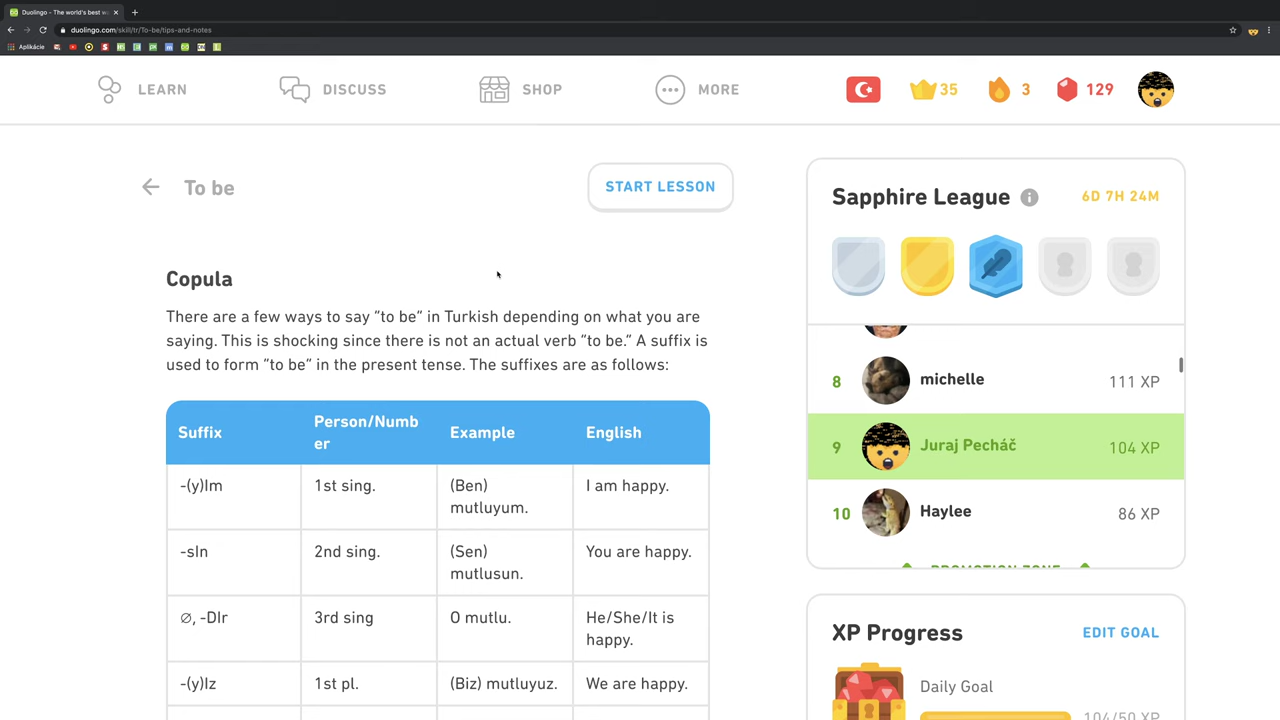 Duolingo - The world's best w
duolingo.com/skill/tr/To-be/tips-and-notes
Aplikácie
LEARN
DISCUSS
SHOP
MORE
35
3
129
To be
START LESSON
Copula
There are a few ways to say "to be" in Turkish depending on what you are
saying. This is shocking since there is not an actual verb "to be." A suffix is
used to form "to be" in the present tense. The suffixes are as follows:
Suffix
Person/Numb
er
Example
English
-(y)Im
1st sing.
(Ben)
mutluyum.
I am happy.
-sIn
2nd sing.
(Sen)
mutlusun.
You are happy.
∅, -DIr
3rd sing
O mutlu.
He/She/It is
happy.
-(y)Iz
1st pl.
(Biz) mutluyuz.
We are happy.
Sapphire League
6D 7H 24M
8
michelle
111 XP
9
Juraj Pecháč
104 XP
10
Haylee
86 XP
PROMOTION ZONE
XP Progress
EDIT GOAL
Daily Goal
104/50 XP